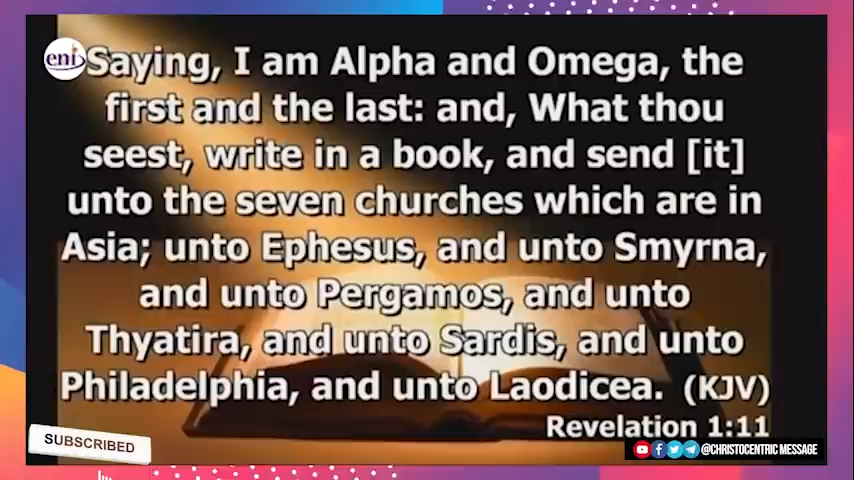 eni
Saying, I am Alpha and Omega, the
first and the last: and, What thou
seest, write in a book, and send [it]
unto the seven churches which are in
Asia; unto Ephesus, and unto Smyrna,
and unto Pergamos, and unto
Thyatira, and unto Sardis, and unto
Philadelphia, and unto Laodicea. (KJV)
Revelation 1:11
SUBSCRIBED
@CHRISTOCENTRIC MESSAGE